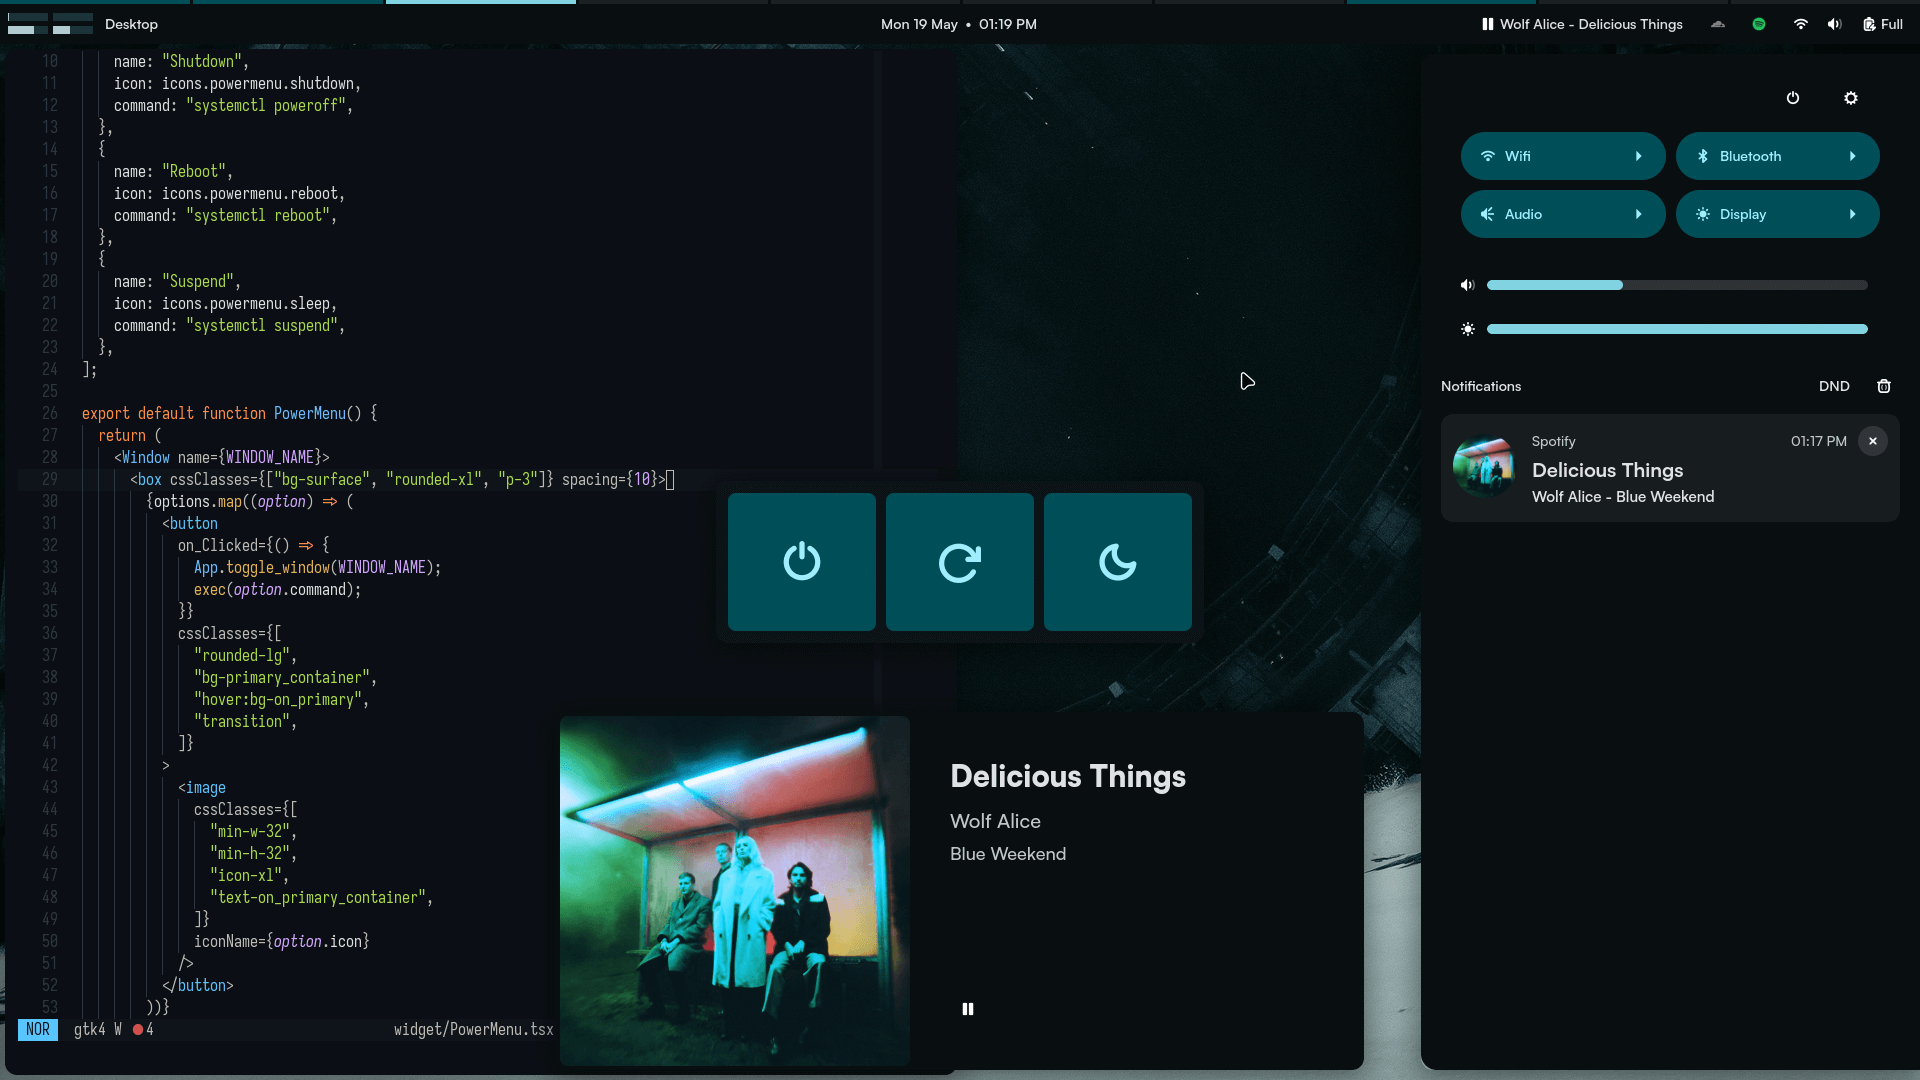 Desktop
Mon 19 May • 01:19 PM
Wolf Alice - Delicious Things
Full
10 name: "Shutdown",
11 icon: icons.powermenu.shutdown,
12 command: "systemctl poweroff",
13 },
14 {
15 name: "Reboot",
16 icon: icons.powermenu.reboot,
17 command: "systemctl reboot",
18 },
19 {
20 name: "Suspend",
21 icon: icons.powermenu.sleep,
22 command: "systemctl suspend",
23 },
24 ];
25
26 export default function PowerMenu() {
27 return (
28 <Window name={WINDOW_NAME}>
29 <box cssClasses={["bg-surface", "rounded-xl", "p-3"]} spacing={10}>
30 {options.map((option) => (
31 <button
32 on_Clicked={() => {
33 App.toggle_window(WINDOW_NAME);
34 exec(option.command);
35 }}
36 cssClasses={[
37 "rounded-lg",
38 "bg-primary_container",
39 "hover:bg-on_primary",
40 "transition",
41 ]}
42 >
43 <image
44 cssClasses={[
45 "min-w-32",
46 "min-h-32",
47 "icon-xl",
48 "text-on_primary_container",
49 ]}
50 iconName={option.icon}
51 />
52 </button>
53 ))}
NOR gtk4 W 4 widget/PowerMenu.tsx
Delicious Things
Wolf Alice
Blue Weekend
Wifi
Bluetooth
Audio
Display
Notifications
DND
Spotify
01:17 PM
Delicious Things
Wolf Alice - Blue Weekend